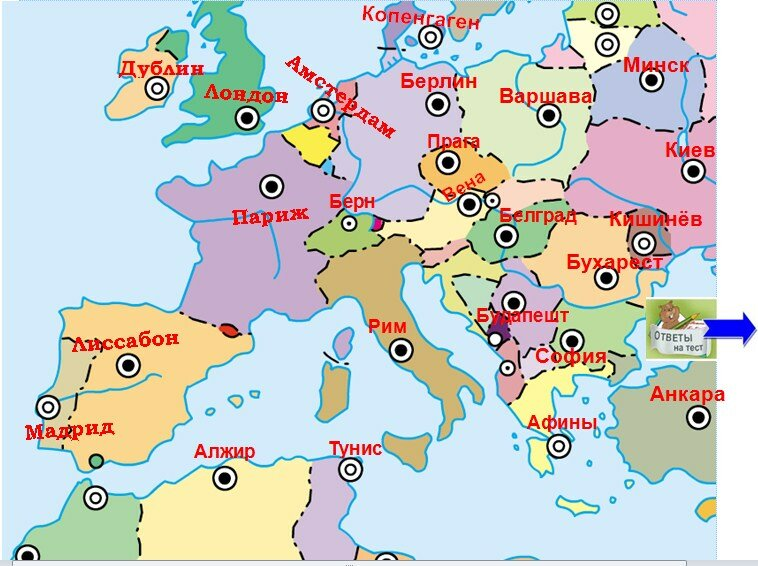 Копенгаген
Дублин
Лондон
Амстердам
Берлин
Варшава
Минск
Прага
Киев
Париж
Берн
Вена
Белград
Кишинёв
Бухарест
Будапешт
Рим
София
ОТВЕТЫ
на тест
Лиссабон
Анкара
Мадрид
Афины
Алжир
Тунис